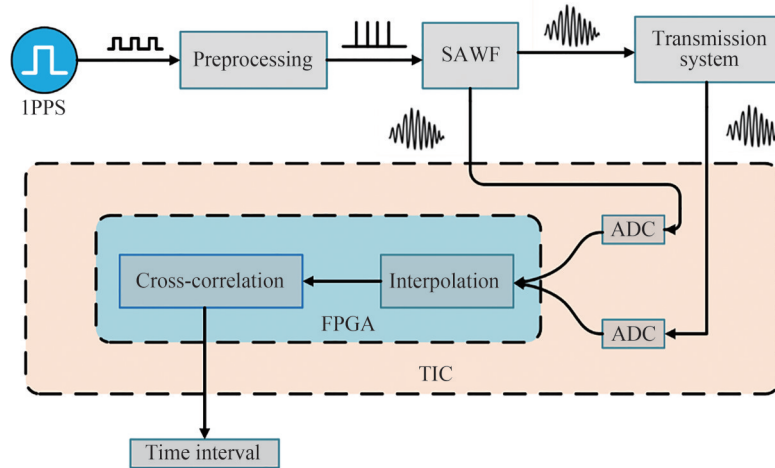 1PPS
Preprocessing
SAWF
Transmission
system
ADC
Cross-correlation
Interpolation
FPGA
ADC
TIC
Time interval